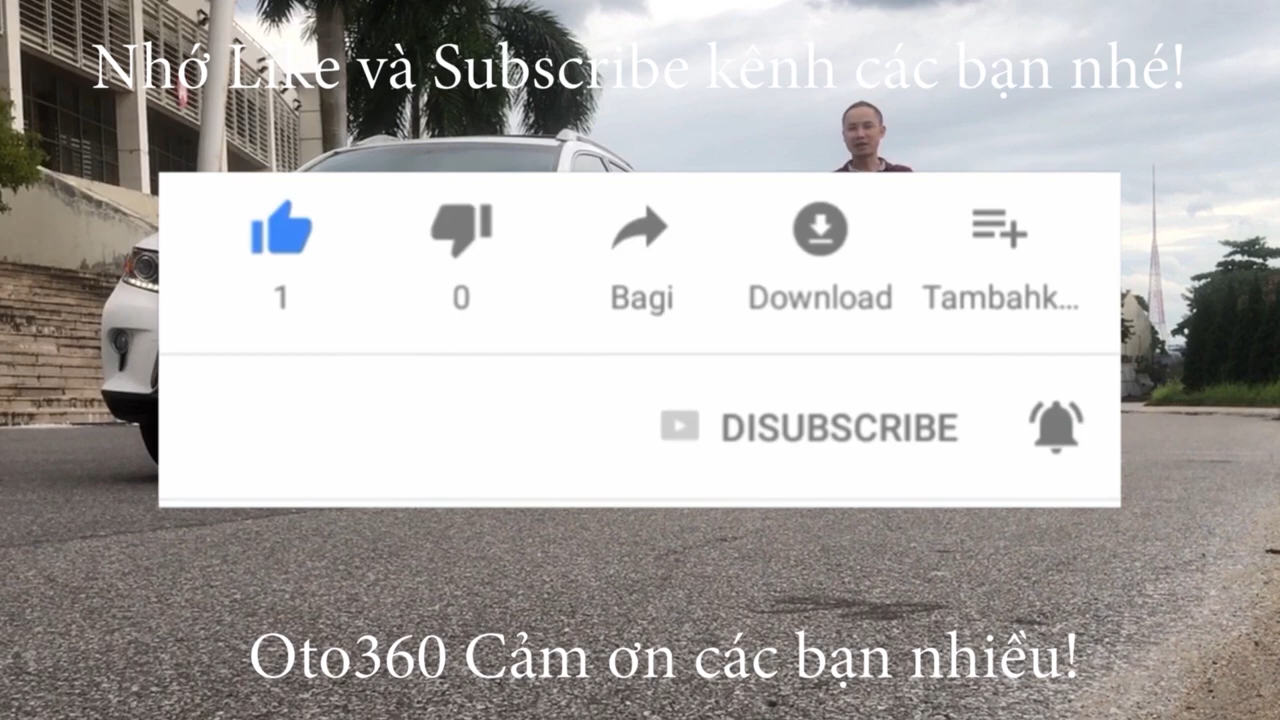 Nhớ Like và Subscribe kênh các bạn nhé!
1 0 Bagi Download Tambahk...
DISUBSCRIBE
Oto360 Cảm ơn các bạn nhiều!